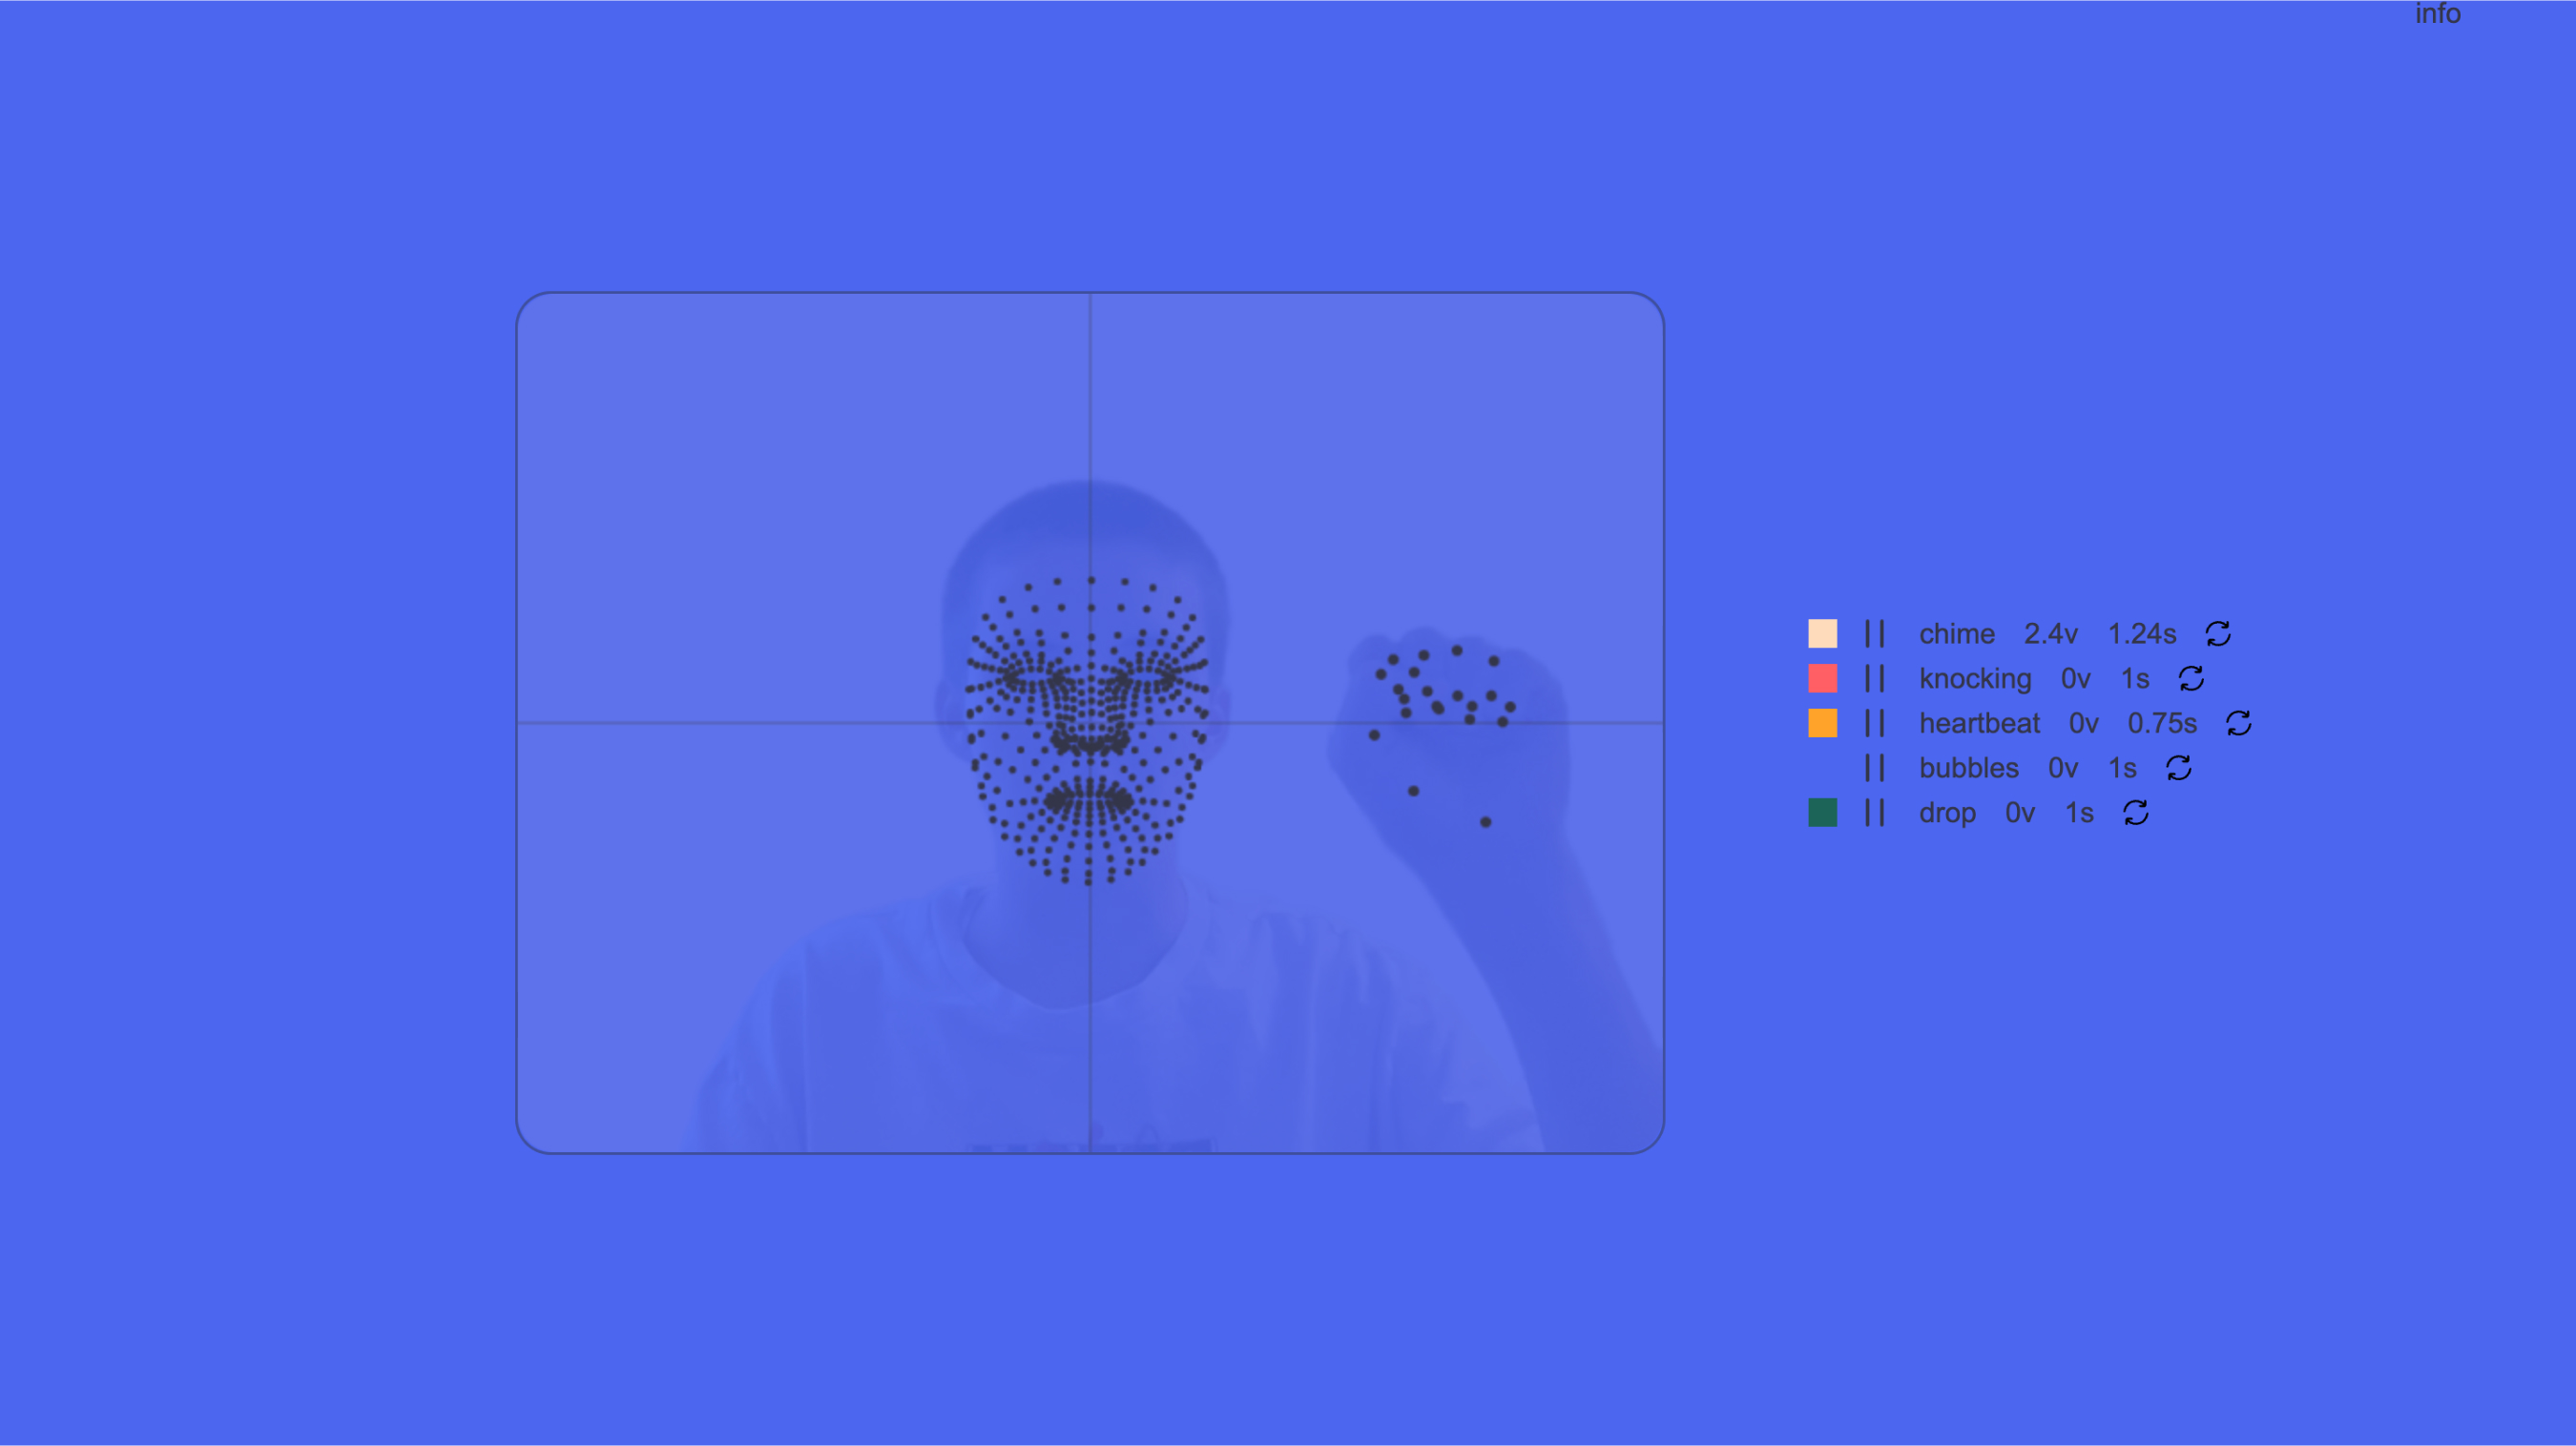 info
chime 2.4v 1.24s
knocking 0v 1s
heartbeat 0v 0.75s
bubbles 0v 1s
drop 0v 1s